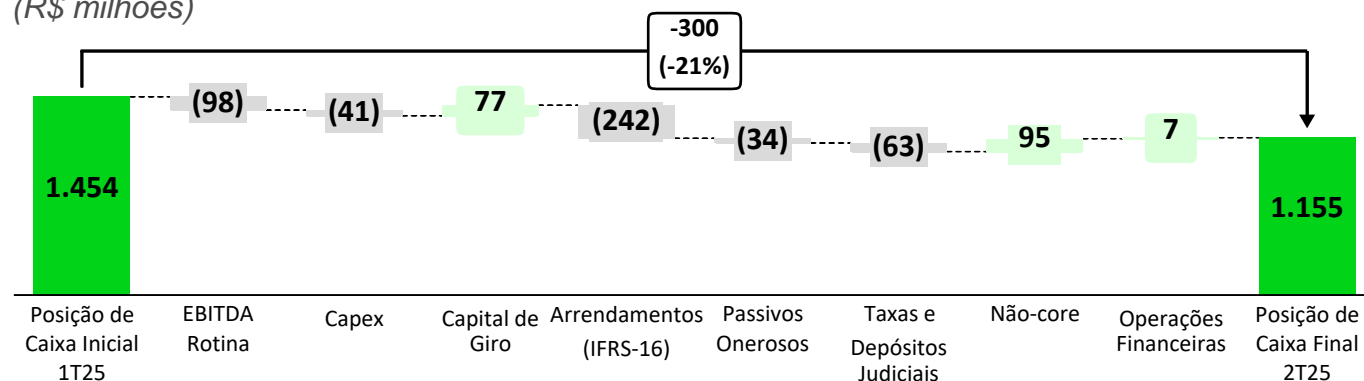 (R$ milhões)
-300
(-21%)
1.454
(98)
(41)
77
(242)
(34)
(63)
95
7
1.155
Posição de
Caixa Inicial
1T25
EBITDA
Rotina
Capex
Capital de
Giro
Arrendamentos
(IFRS-16)
Passivos
Onerosos
Taxas e
Depósitos
Judiciais
Não-core
Operações
Financeiras
Posição de
Caixa Final
2T25